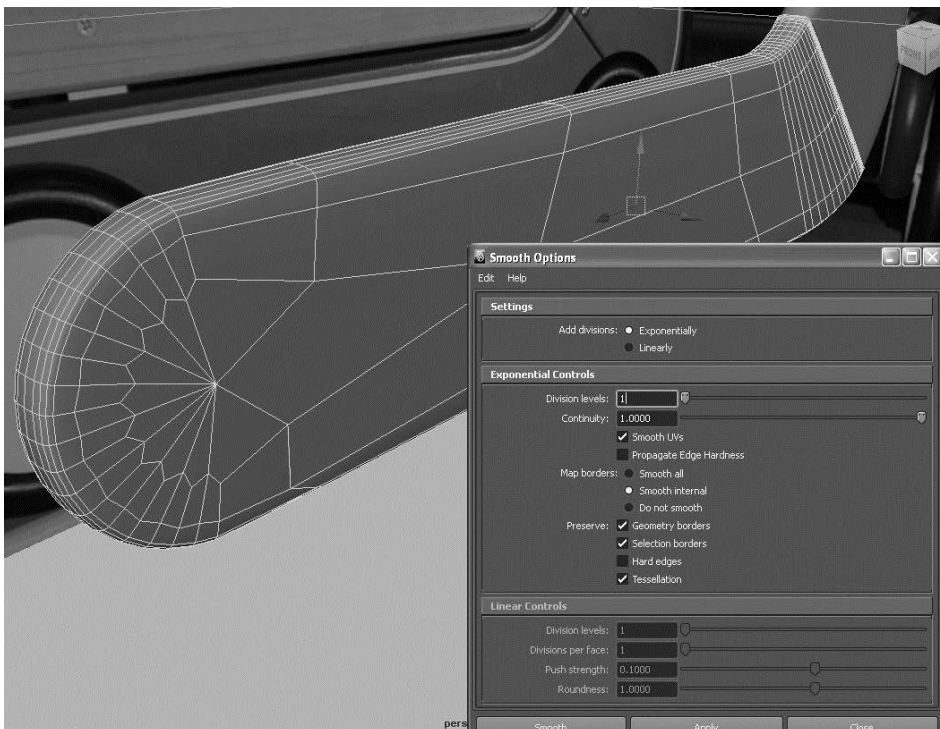 FRONT
Smooth Options
Edit Help
Settings
Add divisions: Exponentially
Linearly
Exponential Controls
Division levels: 1
Continuity: 1.0000
Smooth UVs
Propagate Edge Hardness
Map borders: Smooth all
Smooth internal
Do not smooth
Preserve: Geometry borders
Selection borders
Hard edges
Tessellation
Linear Controls
Division levels: 1
Divisions per face: 1
Push strength: 0.1000
Roundness: 1.0000
Smooth Apply Close
pers